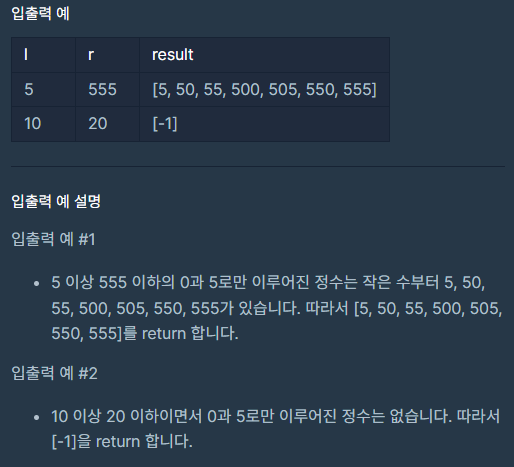 입출력 예
l r result
5 555 [5, 50, 55, 500, 505, 550, 555]
10 20 [-1]
입출력 예 설명
입출력 예 #1
• 5 이상 555 이하의 0과 5로만 이루어진 정수는 작은 수부터 5, 50,
55, 500, 505, 550, 555가 있습니다. 따라서 [5, 50, 55, 500, 505,
550, 555]를 return 합니다.
입출력 예 #2
• 10 이상 20 이하이면서 0과 5로만 이루어진 정수는 없습니다. 따라서
[-1]을 return 합니다.